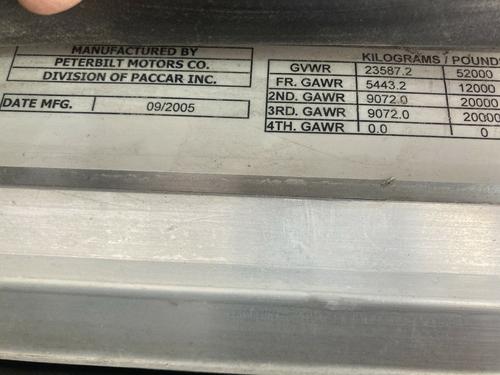 MANUFACTURED BY
PETERBILT MOTORS CO.
DIVISION OF PACCAR INC.
DATE MFG. 09/2005
KILOGRAMS / POUNDS
GVWR 23587.2 52000
FR. GAWR 5443.2 12000
2ND. GAWR 9072.0 20000
3RD. GAWR 9072.0 20000
4TH. GAWR 0.0 0